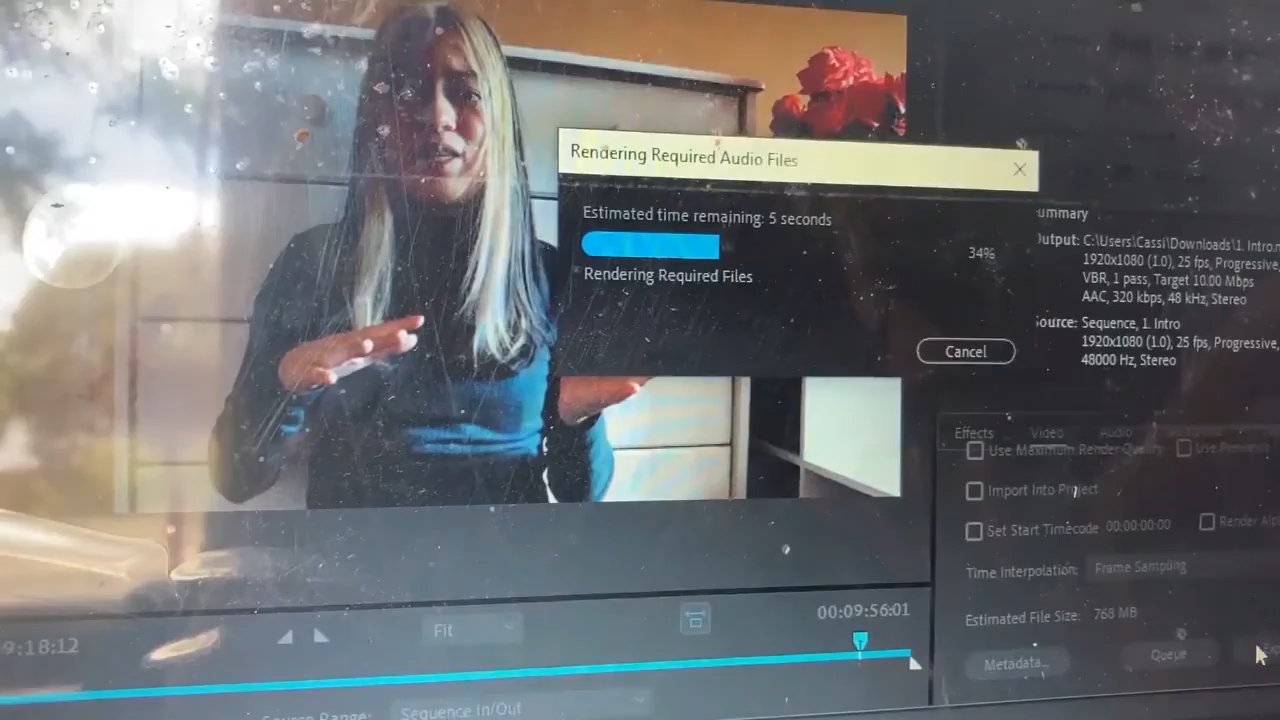 Rendering Required Audio Files
Estimated time remaining: 5 seconds
34%
Rendering Required Files
Cancel
ummary
utput: C:\Users\Cassi\Downloads\1. Intro.m
1920x1080 (1.0), 25 fps, Progressive,
VBR, 1 pass, Target 10.00 Mbps
AAC, 320 kbps, 48 kHz, Stereo
ource: Sequence, 1. Intro
1920x1080 (1.0), 25 fps, Progressive,
48000 Hz, Stereo
Effects Video Audio
Use Maximum Render Quality Use Previews
Import Into Project
Set Start Timecode 00:00:00:00 Render Alp
Time Interpolation: Frame Sampling
Estimated File Size: 768 MB
Metadata... Queue
9:18:12 Fit 00:09:56:01
Source Range: Sequence In/Out